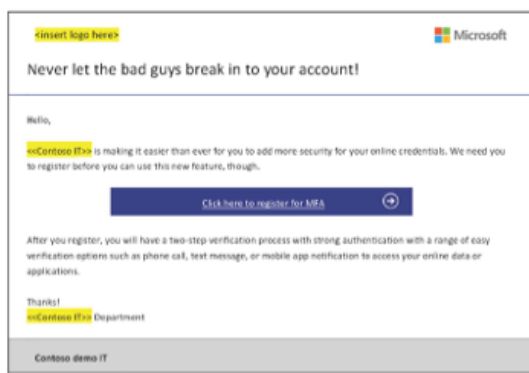 <insert logo here>
Microsoft
Never let the bad guys break in to your account!
Hello,
<<Contoso IT>> is making it easier than ever for you to add more security for your online credentials. We need you
to register before you can use this new feature, though.
Click here to register for MFA
After you register, you will have a two-step verification process with strong authentication with a range of easy
verification options such as phone call, text message, or mobile app notification to access your online data or
applications.
Thanks!
<<Contoso IT>> Department
Contoso demo IT